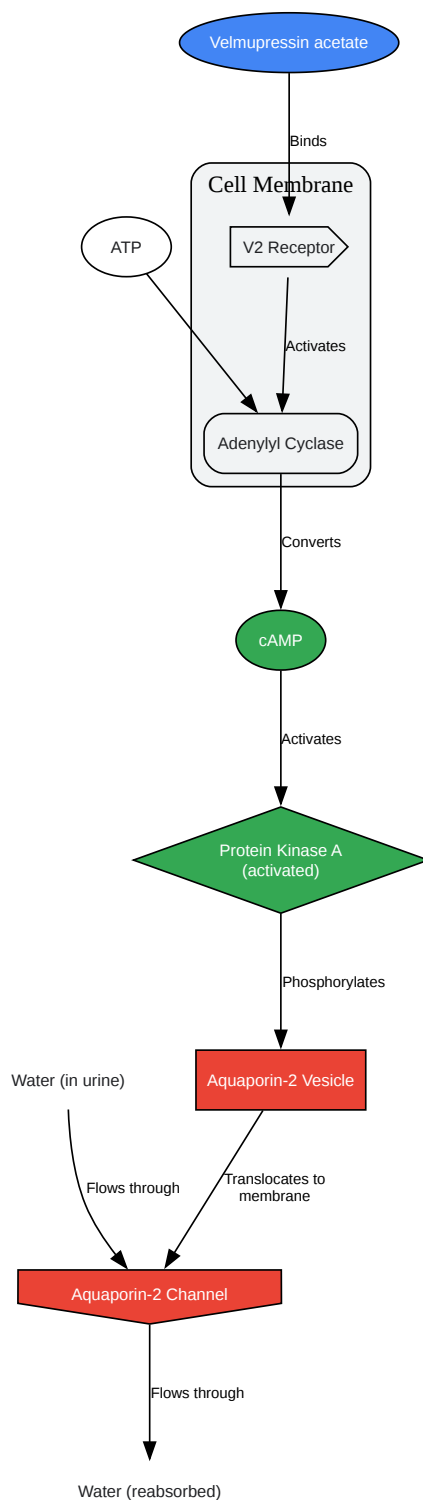 Velmupressin acetate
Binds
Cell Membrane
V2 Receptor
ATP
Activates
Adenylyl Cyclase
Converts
cAMP
Activates
Protein Kinase A
(activated)
Phosphorylates
Water (in urine)
Aquaporin-2 Vesicle
Flows through
Translocates to
membrane
Aquaporin-2 Channel
Flows through
Water (reabsorbed)